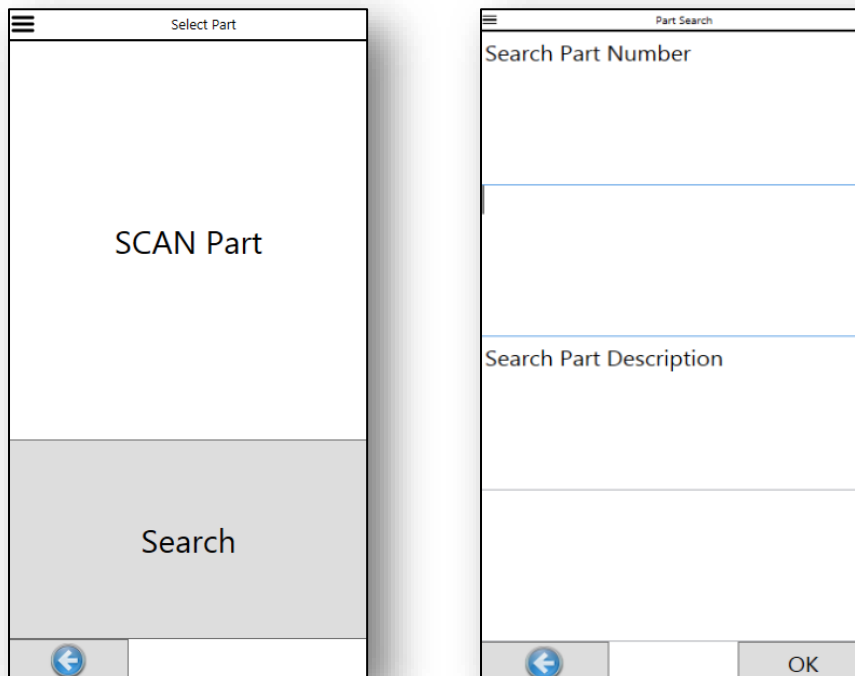 Select Part
SCAN Part
Search
Part Search
Search Part Number
Search Part Description
OK